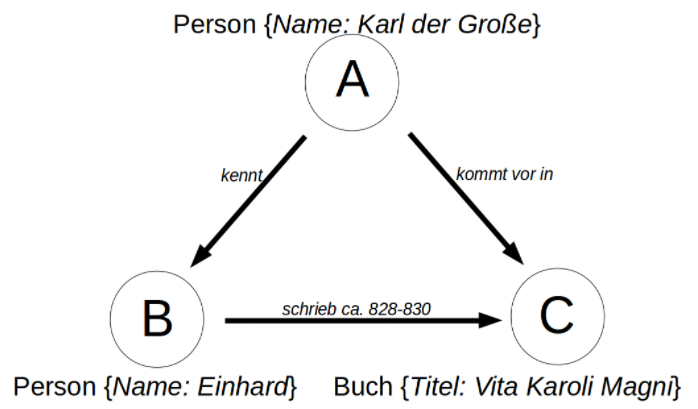 Person {Name: Karl der Große}
A
kennt
kommt vor in
B
schrieb ca. 828-830
C
Person {Name: Einhard}
Buch {Titel: Vita Karoli Magni}